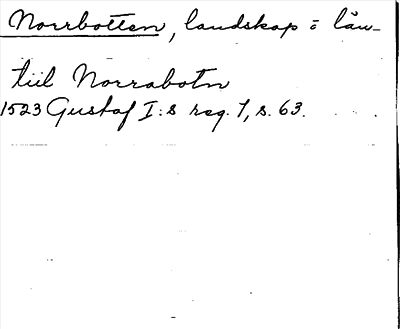 Norrbotten, landskap o. län
tiil Norrabotn
1523 Gustaf I:s reg. 1, s. 63.